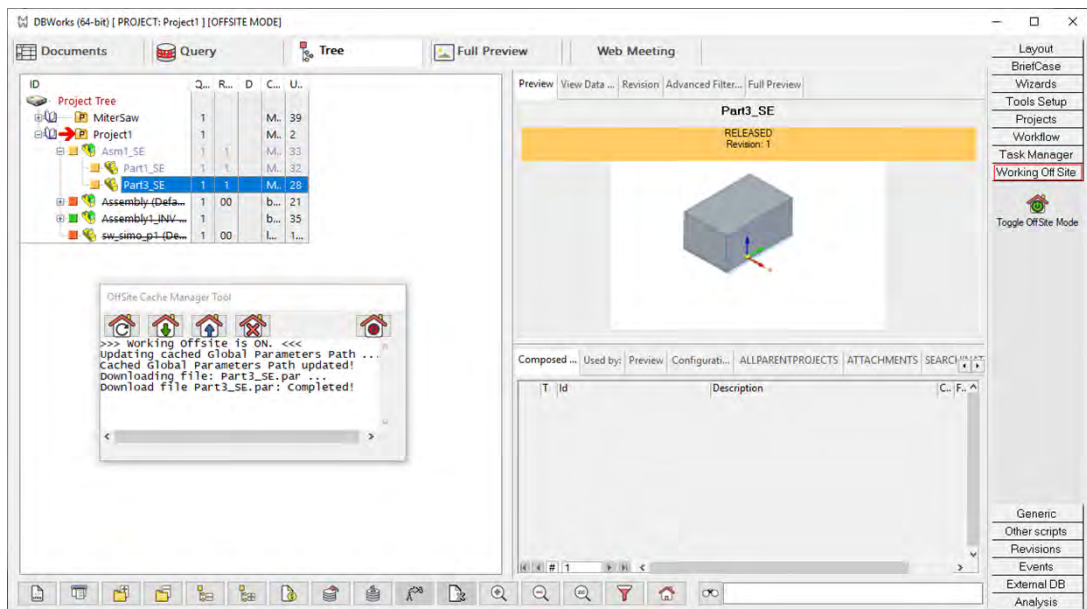 DBWorks (64-bit) [ PROJECT: Project1 ] [OFFSITE MODE]
Documents
Query
Tree
Full Preview
Web Meeting
ID Q... R... D C... U..
Project Tree
MiterSaw 1 M.. 39
Project1 1 M.. 2
Asm1_SE 1 1 M.. 33
Part1_SE 1 1 M.. 32
Part3_SE 1 1 M.. 28
Assembly (Defa... 1 00 b... 21
Assembly1_INV ... 1 b... 35
sw_simo_p1 (De... 1 00 l... 1...
OffSite Cache Manager Tool
>>> Working Offsite is ON. <<<
Updating cached Global Parameters Path ...
Cached Global Parameters Path updated!
Downloading file: Part3_SE.par ...
Download file Part3_SE.par: Completed!
Preview View Data ... Revision Advanced Filter... Full Preview
Part3_SE
RELEASED
Revision: 1
Composed ... Used by: Preview Configurati... ALLPARENTPROJECTS ATTACHMENTS
T Id Description C.. F..
# 1
Layout
BriefCase
Wizards
Tools Setup
Projects
Workflow
Task Manager
Working Off Site
Toggle OffSite Mode
Generic
Other scripts
Revisions
Events
External DB
Analysis